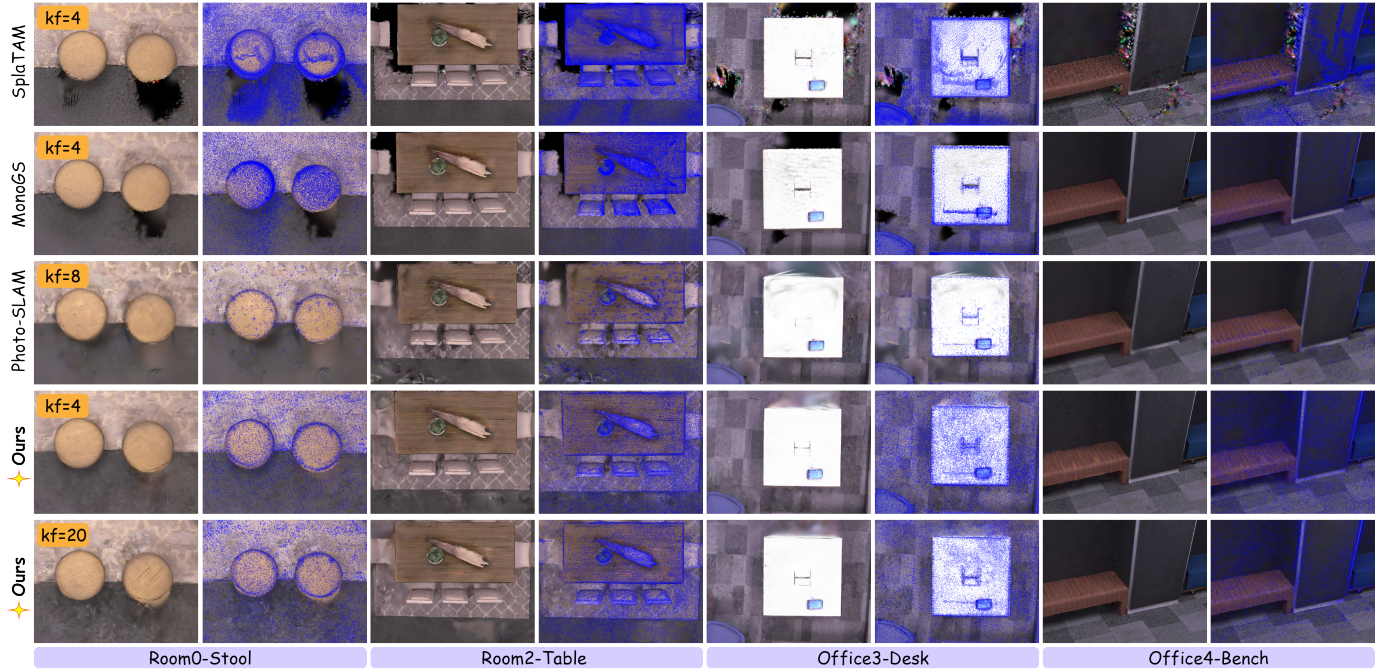 SplaTAM
kf=4
MonoGS
kf=4
Photo-SLAM
kf=8
Ours
kf=4
Ours
kf=20
Room0-Stool
Room2-Table
Office3-Desk
Office4-Bench